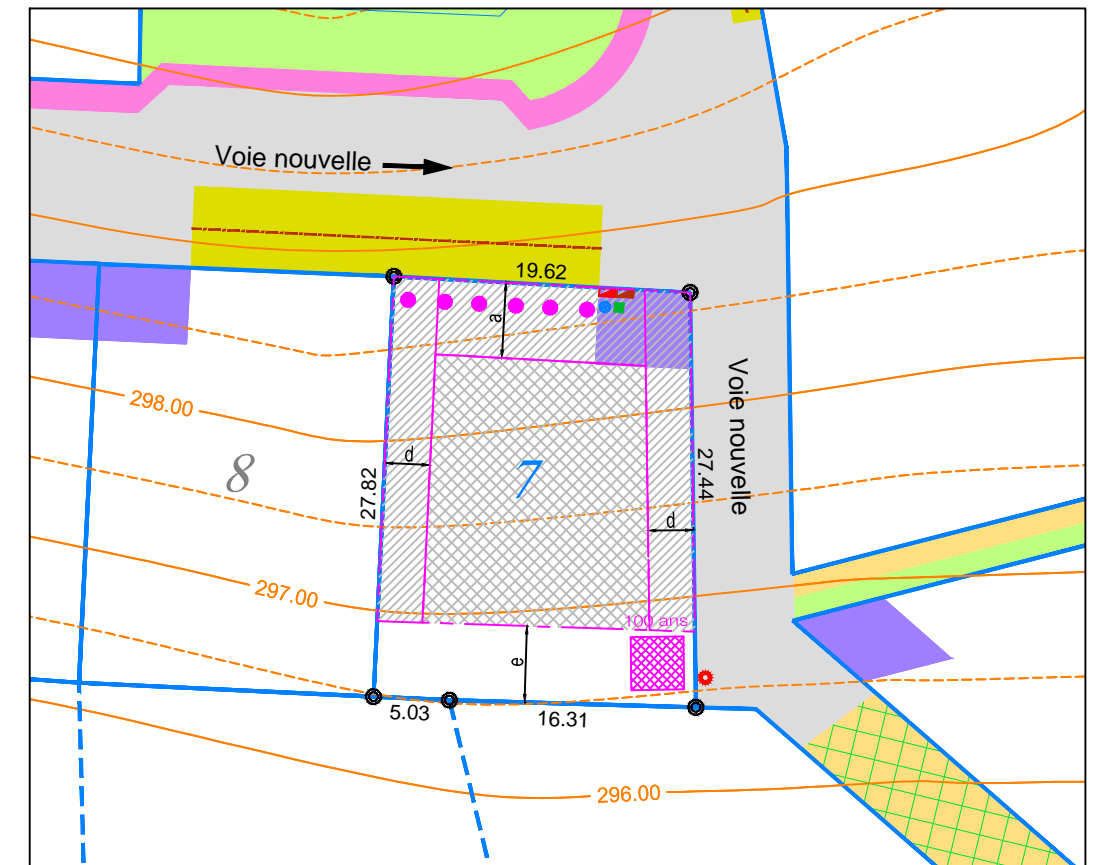 Voie nouvelle
19.62
a
Voie nouvelle
298.00
d
8
7
27.82
27.44
d
297.00
100 ans
e
5.03
16.31
296.00